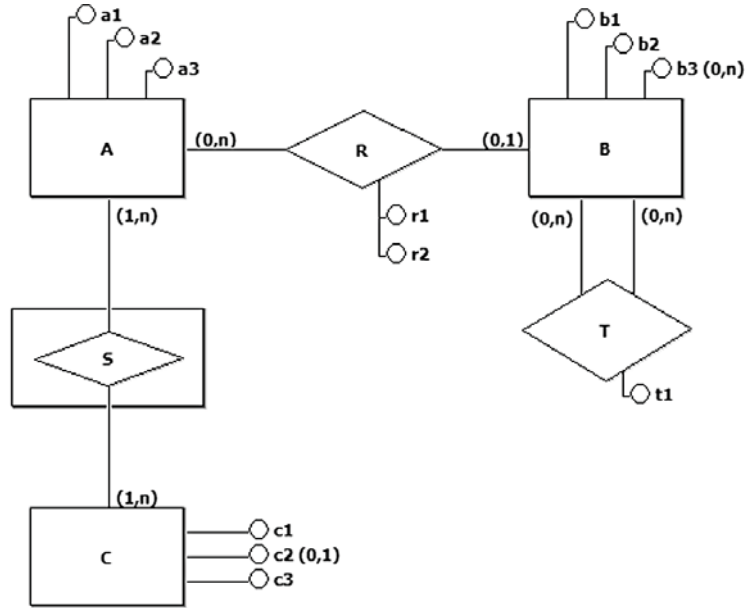 a1
a2
a3
b1
b2
b3 (0,n)
A
(0,n)
R
(0,1)
B
(1,n)
r1
r2
(0,n)
(0,n)
S
T
t1
(1,n)
C
c1
c2 (0,1)
c3